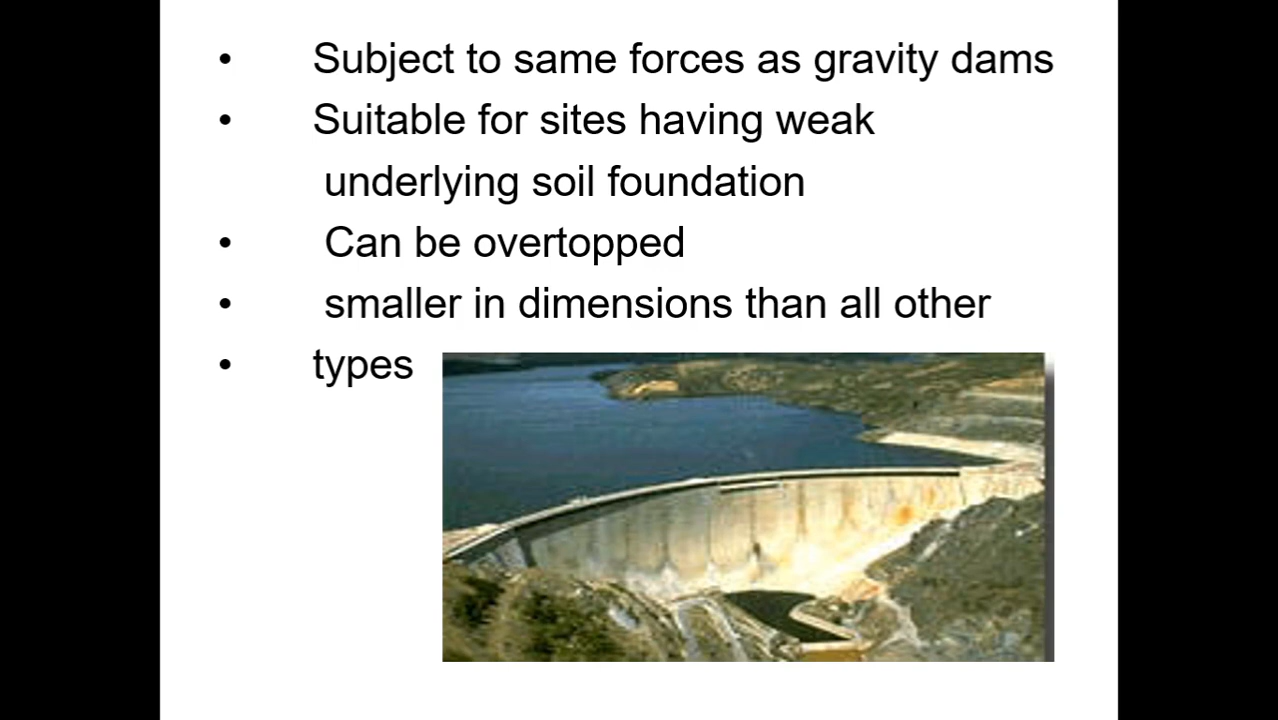 • Subject to same forces as gravity dams
• Suitable for sites having weak
underlying soil foundation
• Can be overtopped
• smaller in dimensions than all other
• types